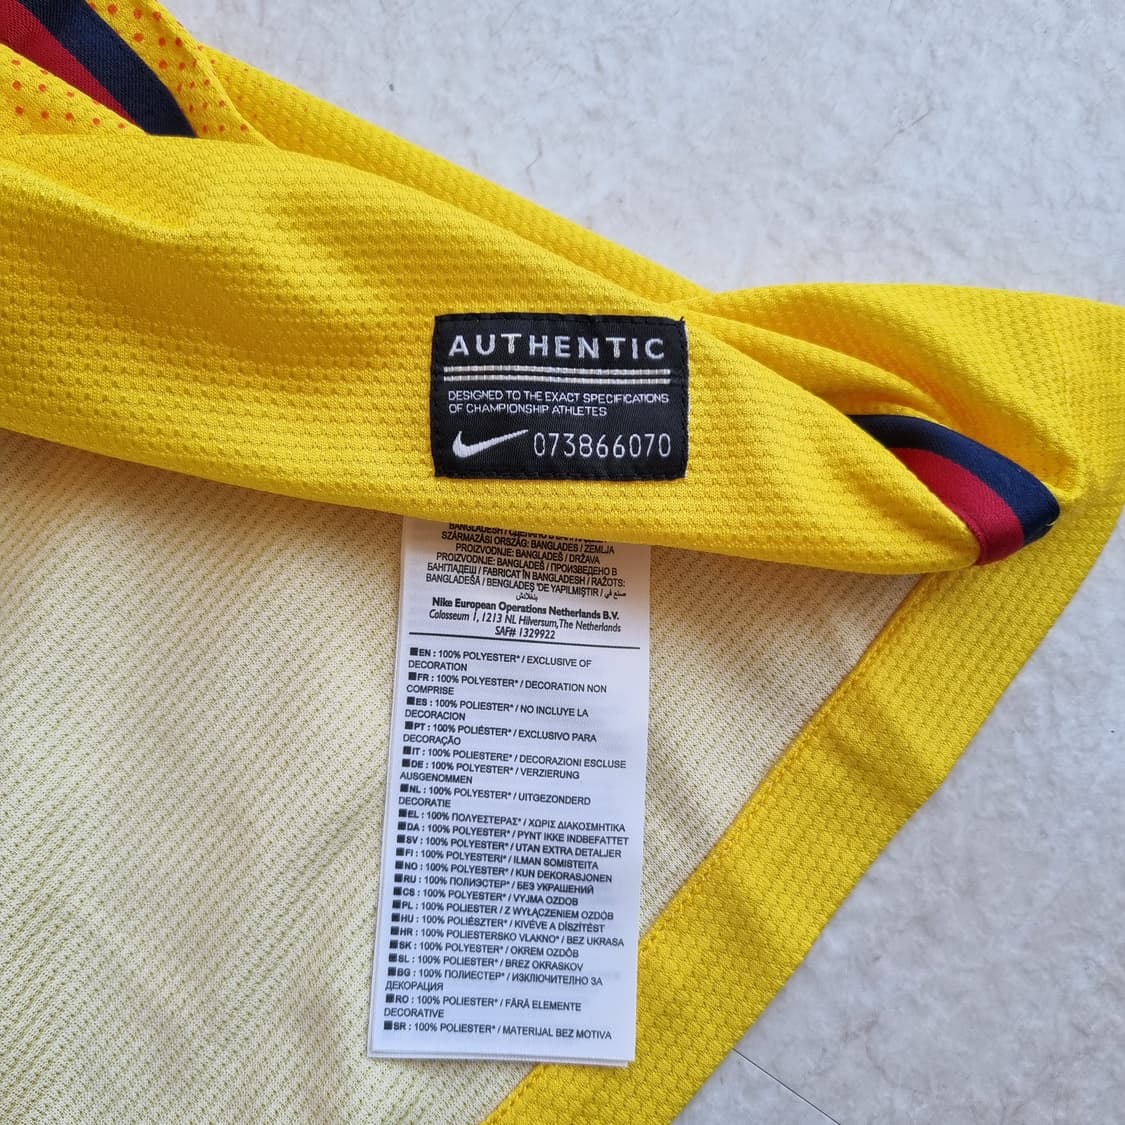 AUTHENTIC
DESIGNED TO THE EXACT SPECIFICATIONS
OF CHAMPIONSHIP ATHLETES
073866070
SZÁRMAZÁSI ORSZÁG: BANGLADES / ZEMLJA
PROIZVODNJE: BANGLADEŠ / DRŽAVA
PROIZVODNJE: BANGLADEŠ / ПРОИЗВЕДЕНО В
БАНГЛАДЕШ / FABRICAT ÎN BANGLADESH / RAŽOTS:
BANGLADEŠĀ / BENGLADEŞ 'DE YAPILMIŞTIR / صنع في
بنغلادش
Nike European Operations Netherlands B.V.
Colosseum 1, 1213 NL Hilversum, The Netherlands
SAF# 1329922
EN : 100% POLYESTER* / EXCLUSIVE OF
DECORATION
FR : 100% POLYESTER* / DECORATION NON
COMPRISE
ES : 100% POLYESTER* / NO INCLUYE LA
DECORACION
PT : 100% POLIÉSTER* / EXCLUSIVO PARA
DECORAÇÃO
IT : 100% POLIESTERE* / DECORAZIONI ESCLUSE
DE : 100% POLYESTER* / VERZIERUNG
AUSGENOMMEN
NL : 100% POLYESTER* / UITGEZONDERD
DECORATIE
EL : 100% ΠΟΛΥΕΣΤΕΡΑΣ* / ΧΩΡΙΣ ΔΙΑΚΟΣΜΗΤΙΚΑ
DA : 100% POLYESTER* / PYNT IKKE INDBEFATTET
SV : 100% POLYESTER* / UTAN EXTRA DETALJER
FI : 100% POLYESTERI* / ILMAN SOMISTEITA
NO : 100% POLYESTER* / KUN DEKORASJONEN
RU : 100% ПОЛИЭСТЕР* / БЕЗ УКРАШЕНИЙ
CS : 100% POLYESTER* / VYJMA OZDOB
PL : 100% POLIESTER / Z WYŁĄCZENIEM OZDÓB
HU : 100% POLIÉSZTER* / KIVÉVE A DÍSZÍTÉST
HR : 100% POLIESTERSKO VLAKNO* / BEZ UKRASA
SK : 100% POLYESTER* / OKREM OZDÔB
SL : 100% POLIESTER* / BREZ OKRASKOV
BG : 100% ПОЛИЕСТЕР* / ИЗКЛЮЧИТЕЛНО ЗА
ДЕКОРАЦИЯ
RO : 100% POLIESTER* / FĂRĂ ELEMENTE
DECORATIVE
SR : 100% POLIESTER* / MATERIJAL BEZ MOTIVA